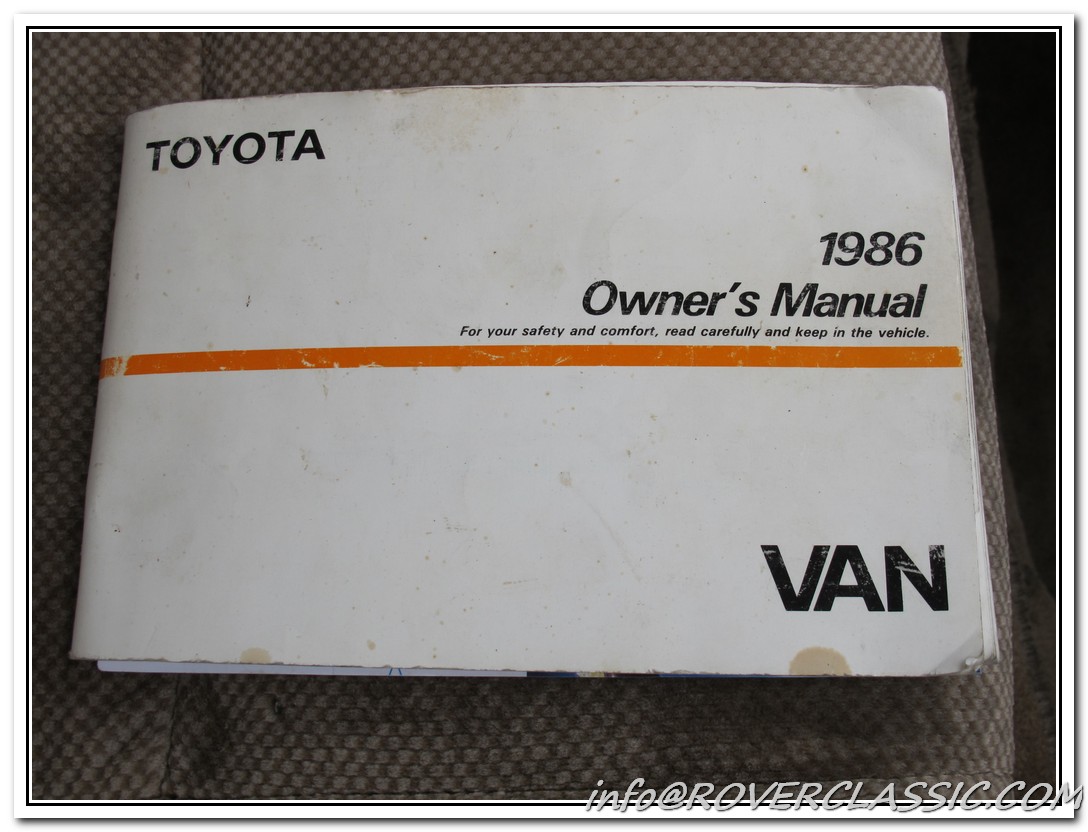 TOYOTA
1986
Owner's Manual
For your safety and comfort, read carefully and keep in the vehicle.
VAN
info@ROVERCLASSIC.COM